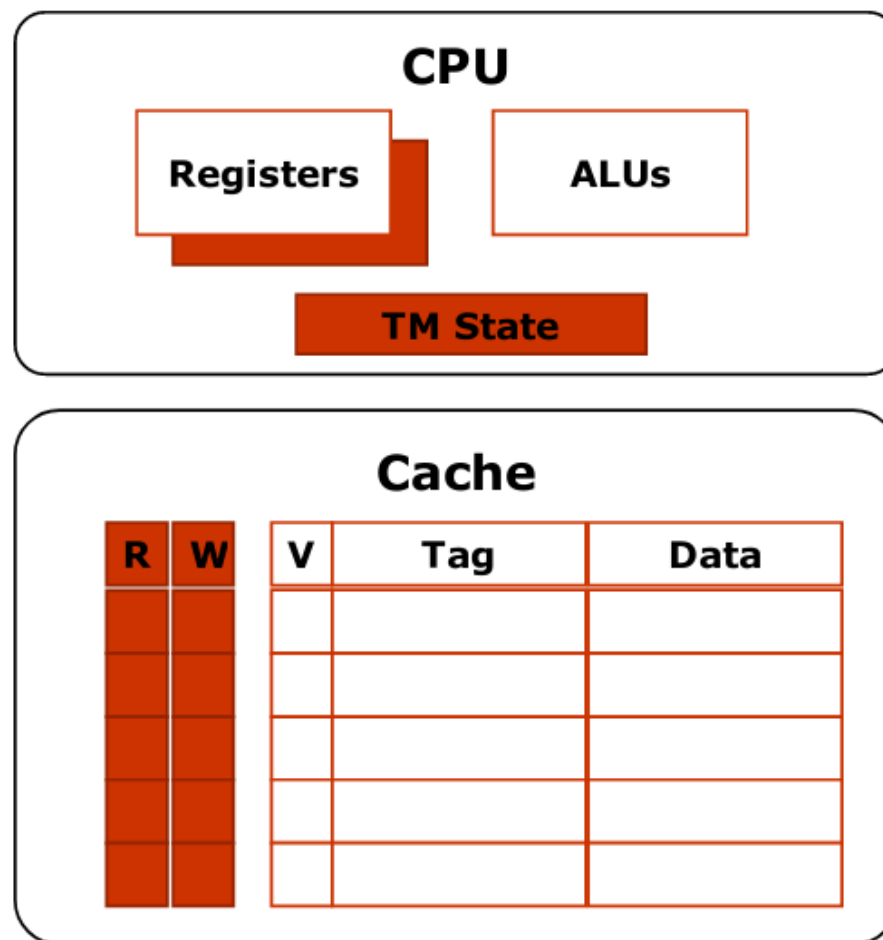 CPU
Registers
ALUs
TM State
Cache
R W V Tag Data